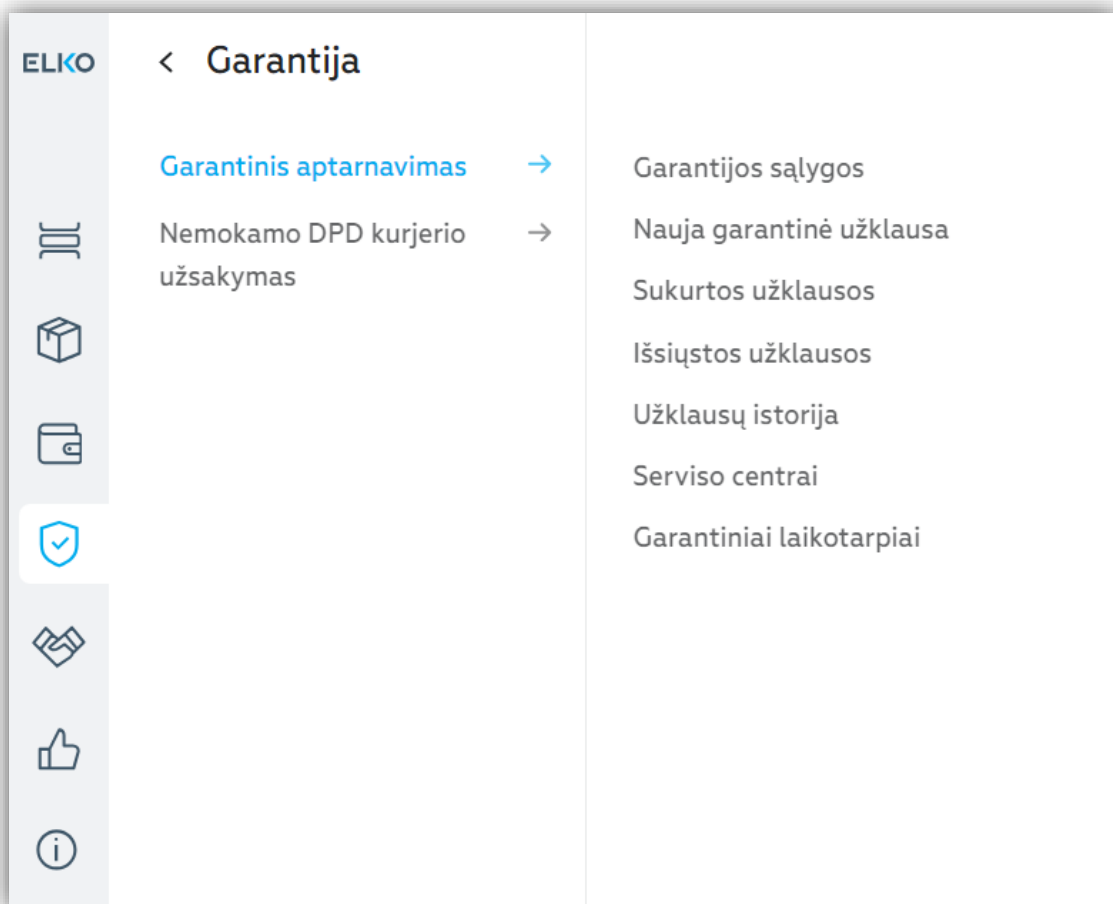 ELKO
Garantija
Garantinis aptarnavimas
Nemokamo DPD kurjerio
užsakymas
Garantijos sąlygos
Nauja garantinė užklausa
Sukurtos užklausos
Išsiųstos užklausos
Užklausų istorija
Serviso centrai
Garantiniai laikotarpiai